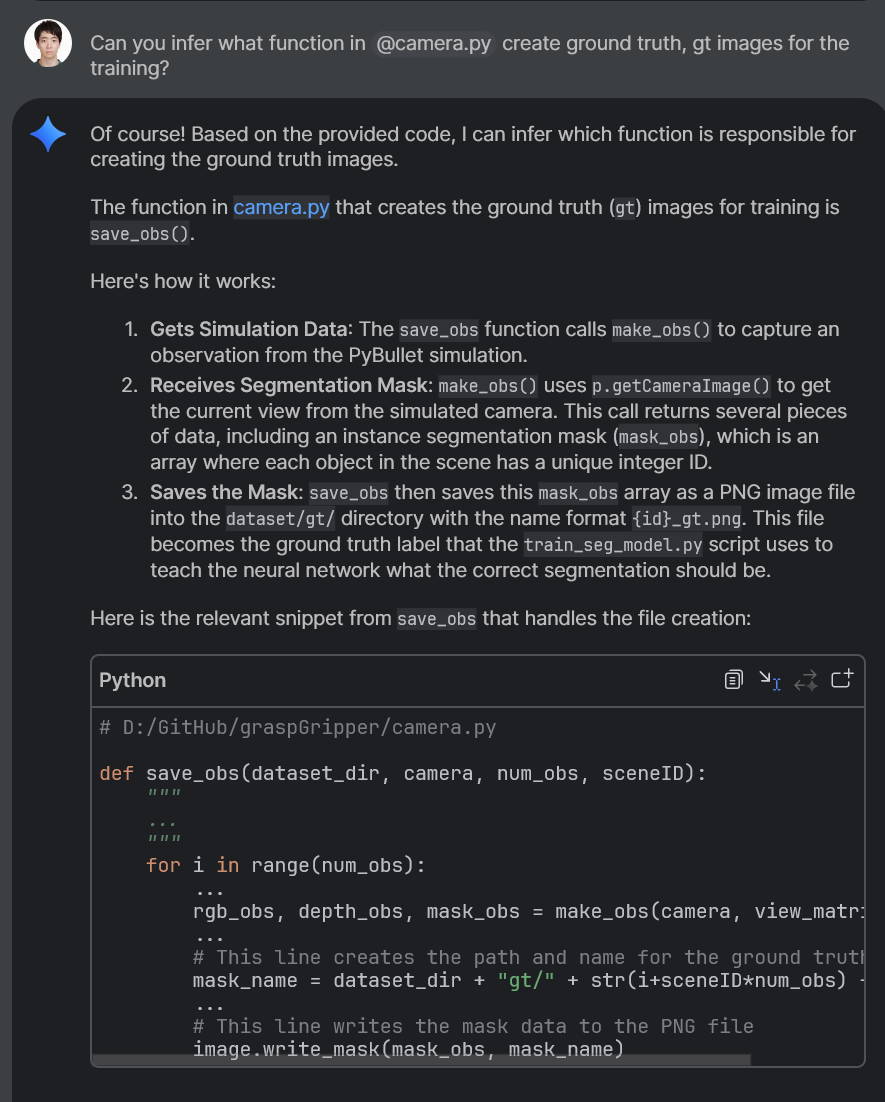 Can you infer what function in @camera.py create ground truth, gt images for the
training?
Of course! Based on the provided code, I can infer which function is responsible for
creating the ground truth images.
The function in camera.py that creates the ground truth (gt) images for training is
save_obs().
Here's how it works:
1. Gets Simulation Data: The save_obs function calls make_obs() to capture an
observation from the PyBullet simulation.
2. Receives Segmentation Mask: make_obs() uses p.getCameraImage() to get
the current view from the simulated camera. This call returns several pieces
of data, including an instance segmentation mask (mask_obs), which is an
array where each object in the scene has a unique integer ID.
3. Saves the Mask: save_obs then saves this mask_obs array as a PNG image file
into the dataset/gt/ directory with the name format {id}_gt.png. This file
becomes the ground truth label that the train_seg_model.py script uses to
teach the neural network what the correct segmentation should be.
Here is the relevant snippet from save_obs that handles the file creation:
Python
# D:/GitHub/graspGripper/camera.py
def save_obs(dataset_dir, camera, num_obs, sceneID):
"""
...
"""
for i in range(num_obs):
...
rgb_obs, depth_obs, mask_obs = make_obs(camera, view_matri
...
# This line creates the path and name for the ground truth
mask_name = dataset_dir + "gt/" + str(i+sceneID*num_obs) +
...
# This line writes the mask data to the PNG file
image.write_mask(mask_obs, mask_name)